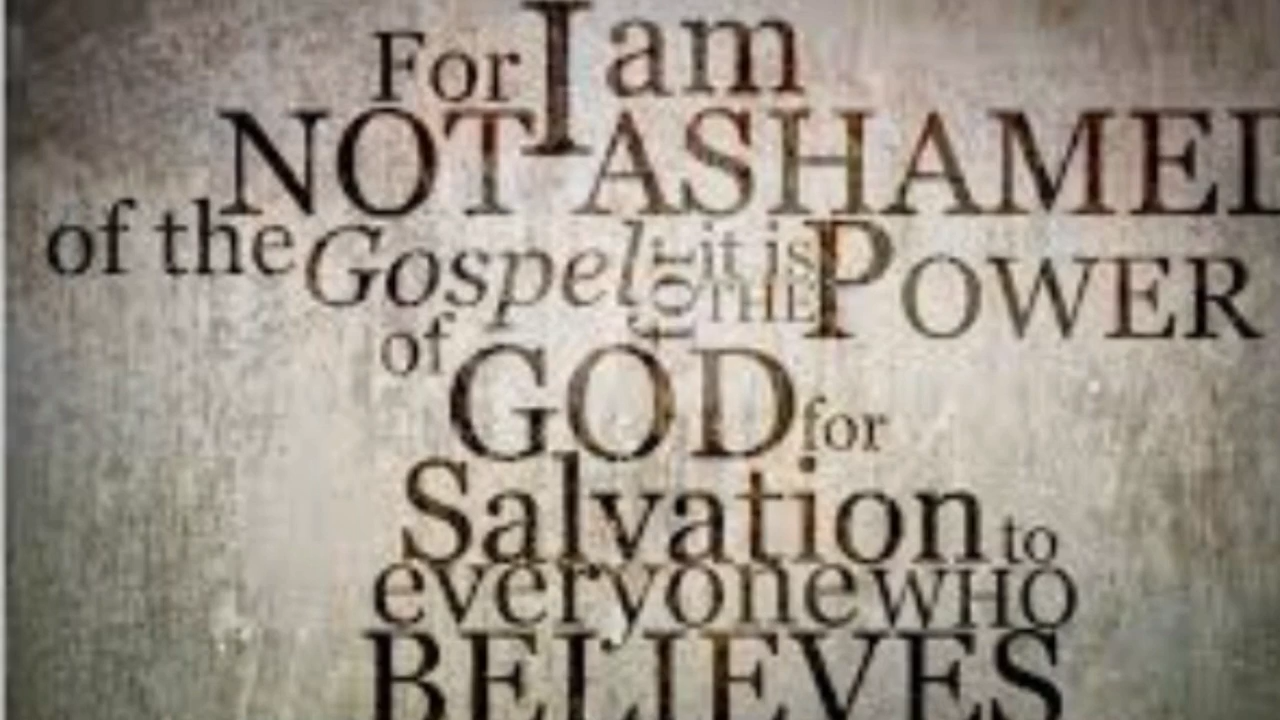 For I am
NOT ASHAMED
of the Gospel for it is THE POWER
of GOD for
Salvation to
everyone WHO
BELIEVES